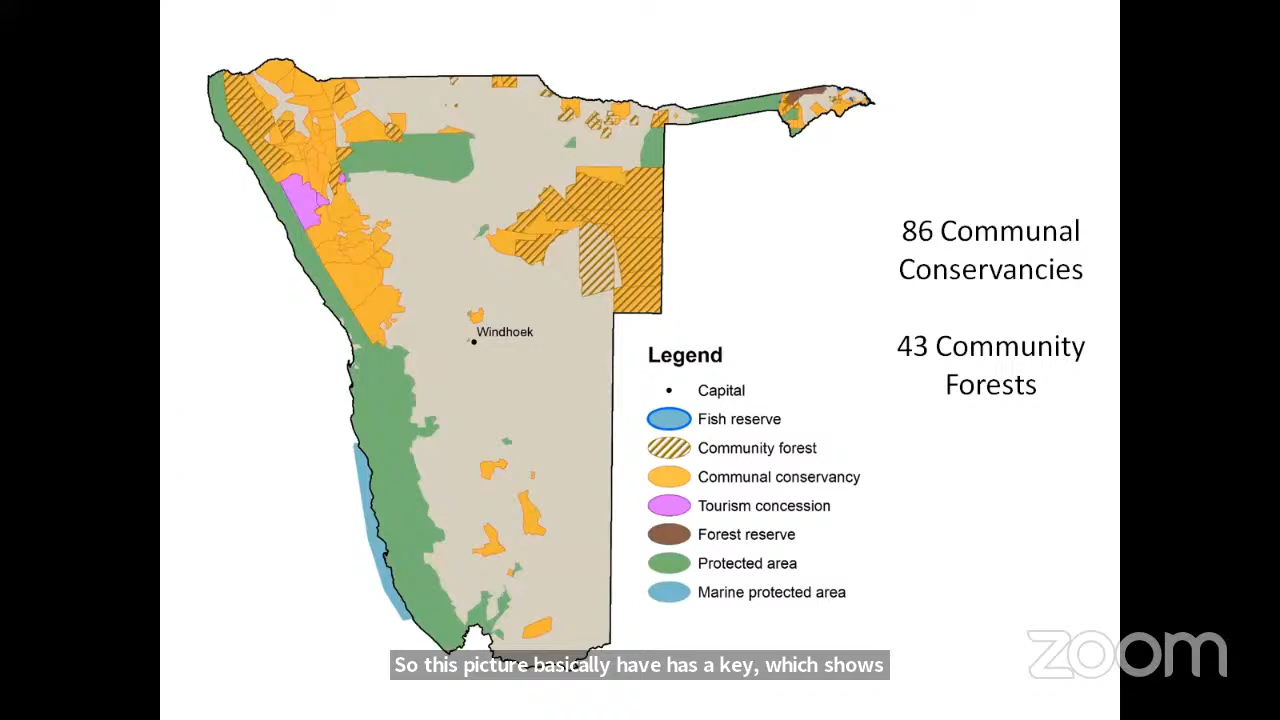 86 Communal
Conservancies
43 Community
Forests
Windhoek
Legend
Capital
Fish reserve
Community forest
Communal conservancy
Tourism concession
Forest reserve
Protected area
Marine protected area
zoom
So this picture basically have has a key, which shows